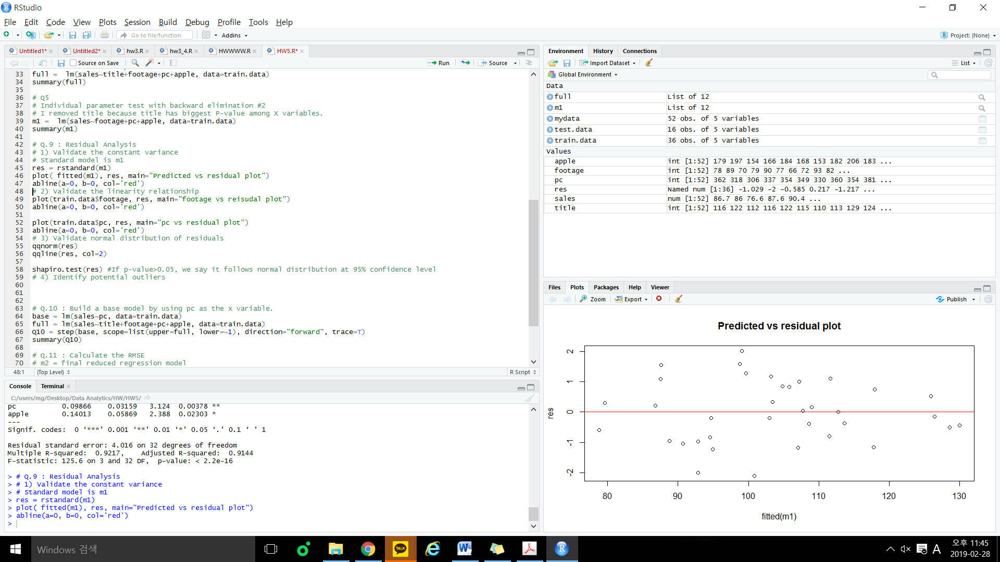 RStudio
File Edit Code View Plots Session Build Debug Profile Tools Help
Go to file/function Addins Project: (None)
Untitled1* Untitled2* hw3.R hw3_4.R HWWWW.R HW5.R*
Source on Save Run Source
33 full =  lm(sales~title+footage+pc+apple, data=train.data)
34 summary(full)
35
36 # Q5
37 # Individual parameter test with backward elimination #2
38 # I removed title because title has biggest P-value among X variables.
39 m1 =  lm(sales~footage+pc+apple, data=train.data)
40 summary(m1)
41
42 # Q.9 : Residual Analysis
43 # 1) Validate the constant variance
44 # Standard model is m1
45 res = rstandard(m1)
46 plot( fitted(m1), res, main="Predicted vs residual plot")
47 abline(a=0, b=0, col='red')
48 # 2) Validate the linearity relationship
49 plot(train.data$footage, res, main="footage vs reisudal plot")
50 abline(a=0, b=0, col='red')
51
52 plot(train.data$pc, res, main="pc vs residual plot")
53 abline(a=0, b=0, col='red')
54 # 3) Validate normal distribution of residuals
55 qqnorm(res)
56 qqline(res, col=2)
57
58 shapiro.test(res) #If p-value>0.05, we say it follows normal distribution at 95% confidence level
59 # 4) Identify potential outliers
60
61
62
63 # Q.10 : Build a base model by using pc as the x variable.
64 base = lm(sales~pc, data=train.data)
65 full = lm(sales~title+footage+pc+apple, data=train.data)
66 Q10 = step(base, scope=list(upper=full, lower=~1), direction="forward", trace=T)
67 summary(Q10)
68
69 # Q.11 : Calculate the RMSE
70 # m2 = final reduced regression model
48:1 (Top Level) R Script
Console Terminal
C:/users/mg/Desktop/Data Analytics/HW/HW5/
pc 0.09866 0.03159 3.124 0.00378 **
apple 0.14013 0.05869 2.388 0.02303 *
---
Signif. codes:  0 ‘***’ 0.001 ‘**’ 0.01 ‘*’ 0.05 ‘.’ 0.1 ‘ ’ 1
Residual standard error: 4.016 on 32 degrees of freedom
Multiple R-squared:  0.9217, Adjusted R-squared:  0.9144
F-statistic: 125.6 on 3 and 32 DF,  p-value: < 2.2e-16
> # Q.9 : Residual Analysis
> # 1) Validate the constant variance
> # Standard model is m1
> res = rstandard(m1)
> plot( fitted(m1), res, main="Predicted vs residual plot")
> abline(a=0, b=0, col='red')
>
Environment History Connections
Import Dataset List
Global Environment
Data
full List of 12
m1 List of 12
mydata 52 obs. of 5 variables
test.data 16 obs. of 5 variables
train.data 36 obs. of 5 variables
Values
apple int [1:52] 179 197 154 166 184 168 153 182 206 183 ...
footage int [1:52] 78 89 70 79 90 77 66 72 93 82 ...
pc int [1:52] 362 318 306 337 354 349 330 360 354 381 ...
res Named num [1:36] -1.029 -2 -0.585 0.217 -1.217 ...
sales num [1:52] 86.7 86 76.6 87.6 90.4 ...
title int [1:52] 116 122 112 116 122 115 110 113 129 124 ...
Files Plots Packages Help Viewer
Zoom Export Publish
Predicted vs residual plot
2
1
0
-1
-2
res
80 90 100 110 120 130
fitted(m1)
Windows 검색
TALK
A
오후 11:45
2019-02-28